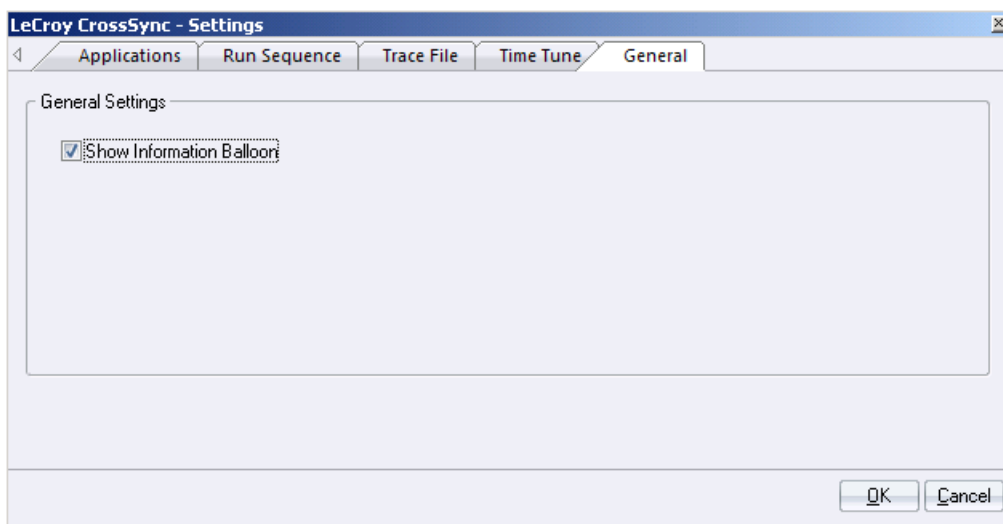 LeCroy CrossSync - Settings
Applications Run Sequence Trace File Time Tune General
General Settings
Show Information Balloon
OK Cancel